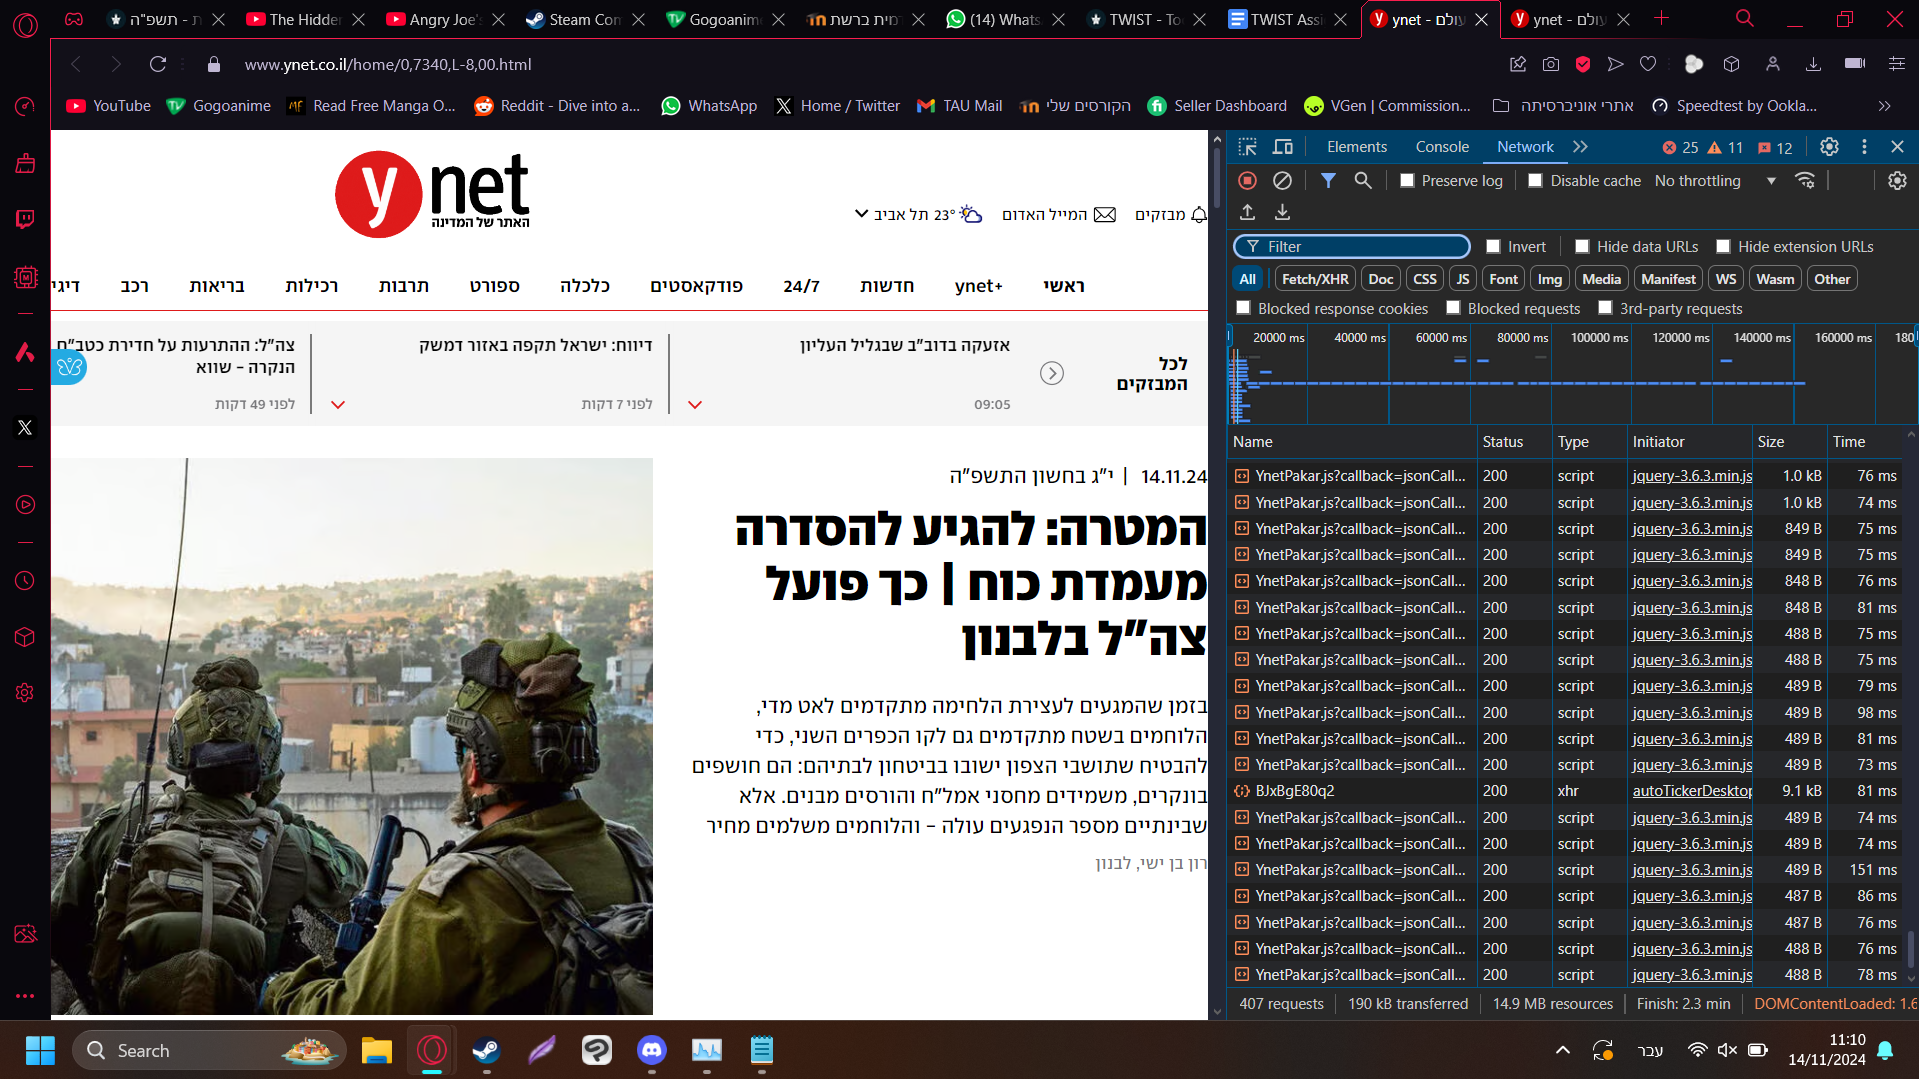 ת - תשפ"ה
The Hidden
Angry Joe's
Steam Com
Gogoanime
רמית ברשת
(14) Whats
TWIST - To
TWIST Assi
ynet - עולם
ynet - עולם
www.ynet.co.il/home/0,7340,L-8,00.html
YouTube
Gogoanime
Read Free Manga O...
Reddit - Dive into a...
WhatsApp
Home / Twitter
TAU Mail
הקורסים שלי
Seller Dashboard
VGen | Commission...
אתרי אוניברסיטה
Speedtest by Ookla...
ynet
האתר של המדינה
מבזקים
המייל האדום
23° תל אביב
ראשי
ynet+
חדשות
24/7
פודקאסטים
כלכלה
ספורט
תרבות
רכילות
בריאות
רכב
דיגי
לכל
המבזקים
אזעקה בדוב"ב שבגליל העליון
09:05
דיווח: ישראל תקפה באזור דמשק
לפני 7 דקות
צה"ל: ההתרעות על חדירת כטב"ם
הנקרה - שווא
לפני 49 דקות
14.11.24 | י"ג בחשון התשפ"ה
המטרה: להגיע להסדרה
מעמדת כוח | כך פועל
צה"ל בלבנון
בזמן שהמגעים לעצירת הלחימה מתקדמים לאט מדי,
הלוחמים בשטח מתקדמים גם לקו הכפרים השני, כדי
להבטיח שתושבי הצפון ישובו בביטחון לבתיהם: הם חושפים
בונקרים, משמידים מחסני אמל"ח והורסים מבנים. אלא
שבינתיים מספר הנפגעים עולה - והלוחמים משלמים מחיר
רון בן ישי, לבנון
Elements
Console
Network
25
11
12
Preserve log
Disable cache
No throttling
Filter
Invert
Hide data URLs
Hide extension URLs
All
Fetch/XHR
Doc
CSS
JS
Font
Img
Media
Manifest
WS
Wasm
Other
Blocked response cookies
Blocked requests
3rd-party requests
20000 ms
40000 ms
60000 ms
80000 ms
100000 ms
120000 ms
140000 ms
160000 ms
180
Name Status Type Initiator Size Time
YnetPakar.js?callback=jsonCall... 200 script jquery-3.6.3.min.js 1.0 kB 76 ms
YnetPakar.js?callback=jsonCall... 200 script jquery-3.6.3.min.js 1.0 kB 74 ms
YnetPakar.js?callback=jsonCall... 200 script jquery-3.6.3.min.js 849 B 75 ms
YnetPakar.js?callback=jsonCall... 200 script jquery-3.6.3.min.js 849 B 75 ms
YnetPakar.js?callback=jsonCall... 200 script jquery-3.6.3.min.js 848 B 76 ms
YnetPakar.js?callback=jsonCall... 200 script jquery-3.6.3.min.js 848 B 81 ms
YnetPakar.js?callback=jsonCall... 200 script jquery-3.6.3.min.js 488 B 75 ms
YnetPakar.js?callback=jsonCall... 200 script jquery-3.6.3.min.js 488 B 75 ms
YnetPakar.js?callback=jsonCall... 200 script jquery-3.6.3.min.js 489 B 79 ms
YnetPakar.js?callback=jsonCall... 200 script jquery-3.6.3.min.js 489 B 98 ms
YnetPakar.js?callback=jsonCall... 200 script jquery-3.6.3.min.js 489 B 81 ms
YnetPakar.js?callback=jsonCall... 200 script jquery-3.6.3.min.js 489 B 73 ms
BJxBgE80q2 200 xhr autoTickerDesktop 9.1 kB 81 ms
YnetPakar.js?callback=jsonCall... 200 script jquery-3.6.3.min.js 489 B 74 ms
YnetPakar.js?callback=jsonCall... 200 script jquery-3.6.3.min.js 489 B 74 ms
YnetPakar.js?callback=jsonCall... 200 script jquery-3.6.3.min.js 489 B 151 ms
YnetPakar.js?callback=jsonCall... 200 script jquery-3.6.3.min.js 487 B 86 ms
YnetPakar.js?callback=jsonCall... 200 script jquery-3.6.3.min.js 487 B 76 ms
YnetPakar.js?callback=jsonCall... 200 script jquery-3.6.3.min.js 488 B 76 ms
YnetPakar.js?callback=jsonCall... 200 script jquery-3.6.3.min.js 488 B 78 ms
407 requests
190 kB transferred
14.9 MB resources
Finish: 2.3 min
DOMContentLoaded: 1.6
Search
עבר
11:10
14/11/2024